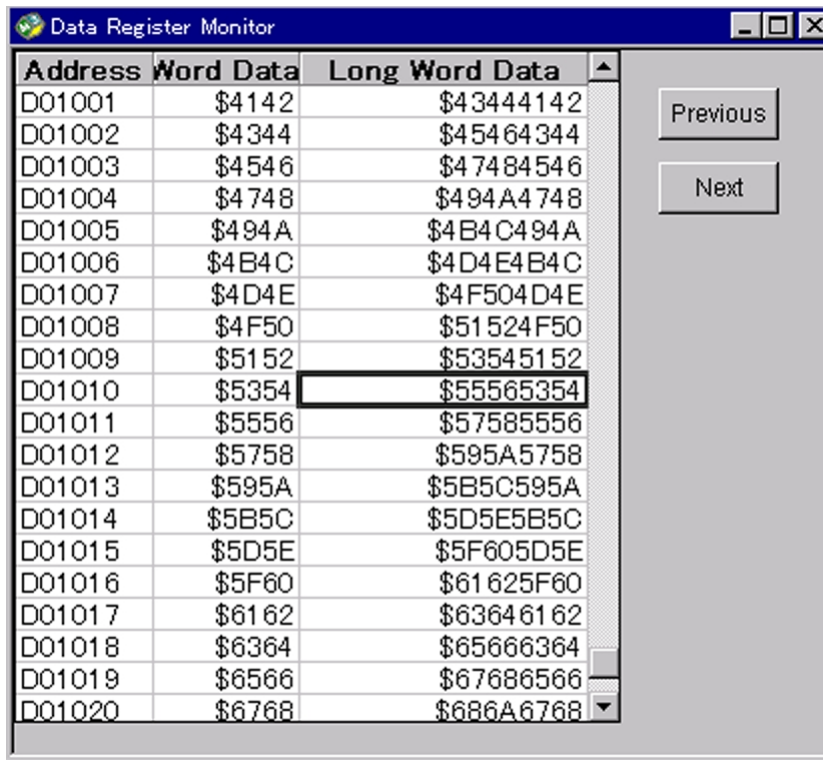 Data Register Monitor
Address Word Data Long Word Data
D01001 $4142 $43444142
D01002 $4344 $45464344
D01003 $4546 $47484546
D01004 $4748 $494A4748
D01005 $494A $4B4C494A
D01006 $4B4C $4D4E4B4C
D01007 $4D4E $4F504D4E
D01008 $4F50 $51524F50
D01009 $5152 $53545152
D01010 $5354 $55565354
D01011 $5556 $57585556
D01012 $5758 $595A5758
D01013 $595A $5B5C595A
D01014 $5B5C $5D5E5B5C
D01015 $5D5E $5F605D5E
D01016 $5F60 $61625F60
D01017 $6162 $63646162
D01018 $6364 $65666364
D01019 $6566 $67686566
D01020 $6768 $686A6768
Previous
Next